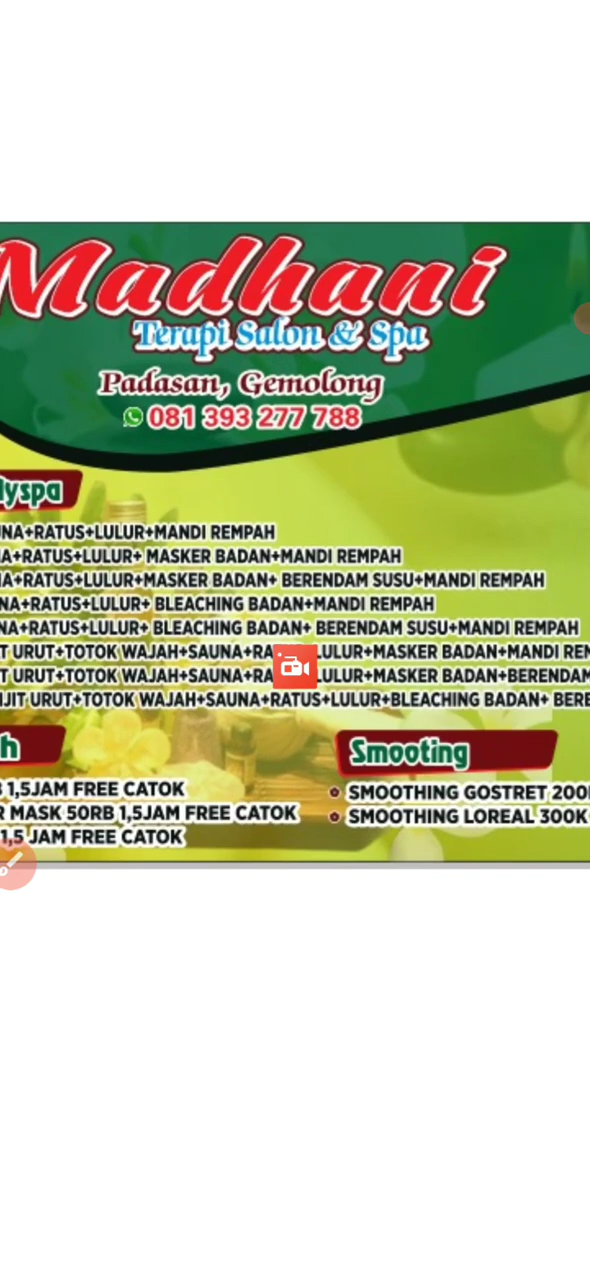 Madhani
Terapi Salon & Spa
Padasan, Gemolong
081 393 277 788
dyspa
NA+RATUS+LULUR+MANDI REMPAH
A+RATUS+LULUR+ MASKER BADAN+MANDI REMPAH
A+RATUS+LULUR+MASKER BADAN+ BERENDAM SUSU+MANDI REMPAH
NA+RATUS+LULUR+ BLEACHING BADAN+MANDI REMPAH
NA+RATUS+LULUR+ BLEACHING BADAN+ BERENDAM SUSU+MANDI REMPAH
T URUT+TOTOK WAJAH+SAUNA+RA LULUR+MASKER BADAN+MANDI REM
T URUT+TOTOK WAJAH+SAUNA+RA LULUR+MASKER BADAN+BERENDAM
IJIT URUT+TOTOK WAJAH+SAUNA+RATUS+LULUR+BLEACHING BADAN+ BERE
h
1,5JAM FREE CATOK
R MASK 50RB 1,5JAM FREE CATOK
1,5 JAM FREE CATOK
Smooting
SMOOTHING GOSTRET 200
SMOOTHING LOREAL 300K